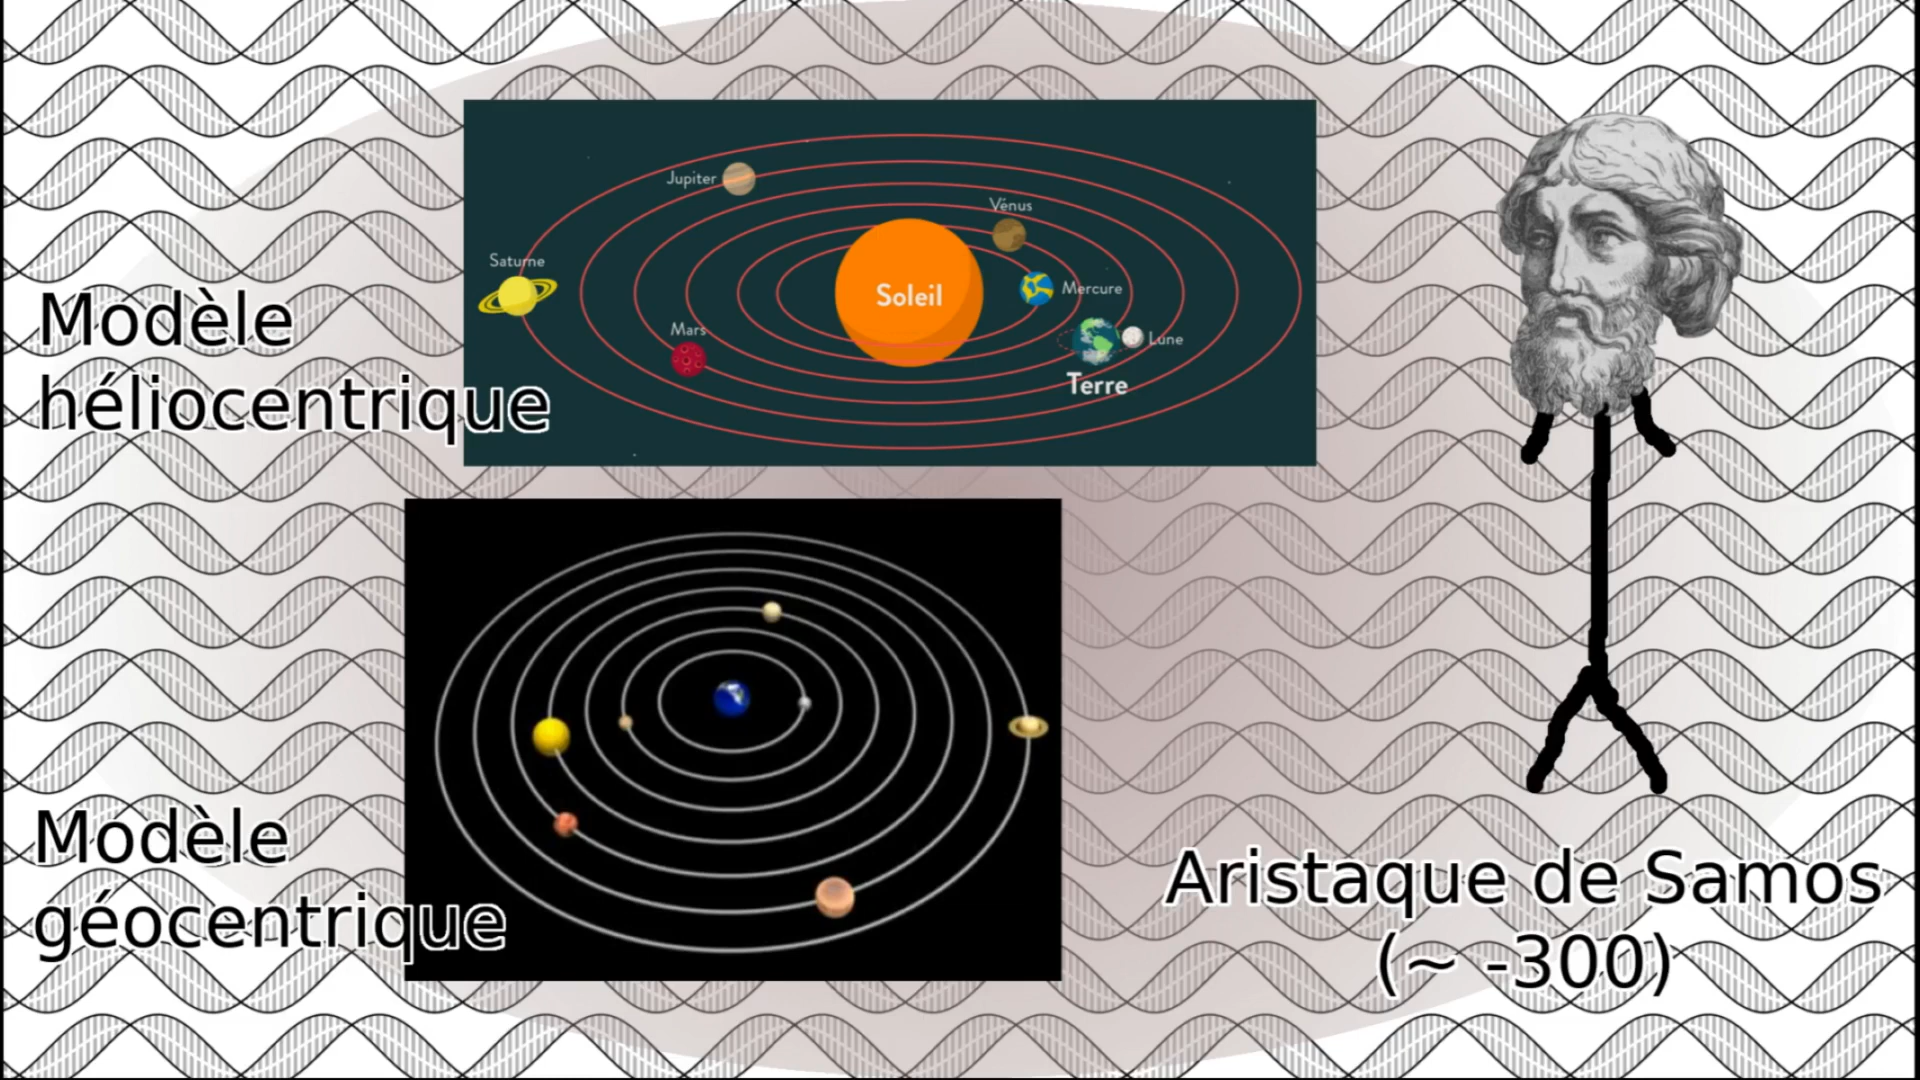 Jupiter
Vénus
Saturne
Soleil
Mercure
Mars
Lune
Terre
Modèle
héliocentrique
Modèle
géocentrique
Aristaque de Samos
(~ -300)